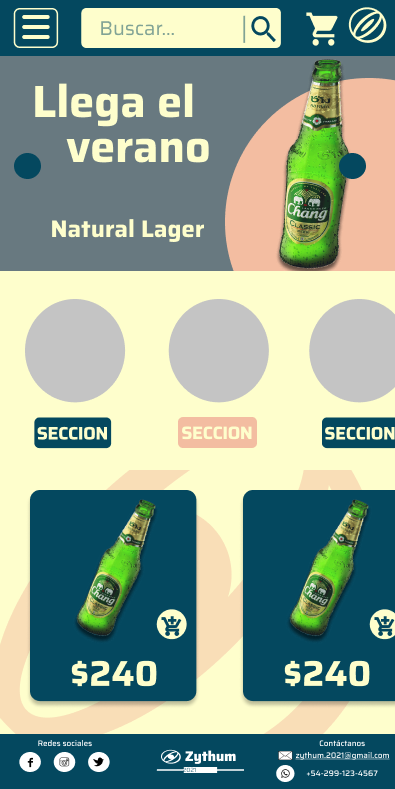 Buscar...
Llega el
verano
Natural Lager
Chang
CLASSIC
SECCION
SECCION
SECCION
Chang
Chang
$240
$240
Redes sociales
Zythum
2021
Contáctanos
zythum.2021@gmail.com
+54-299-123-4567